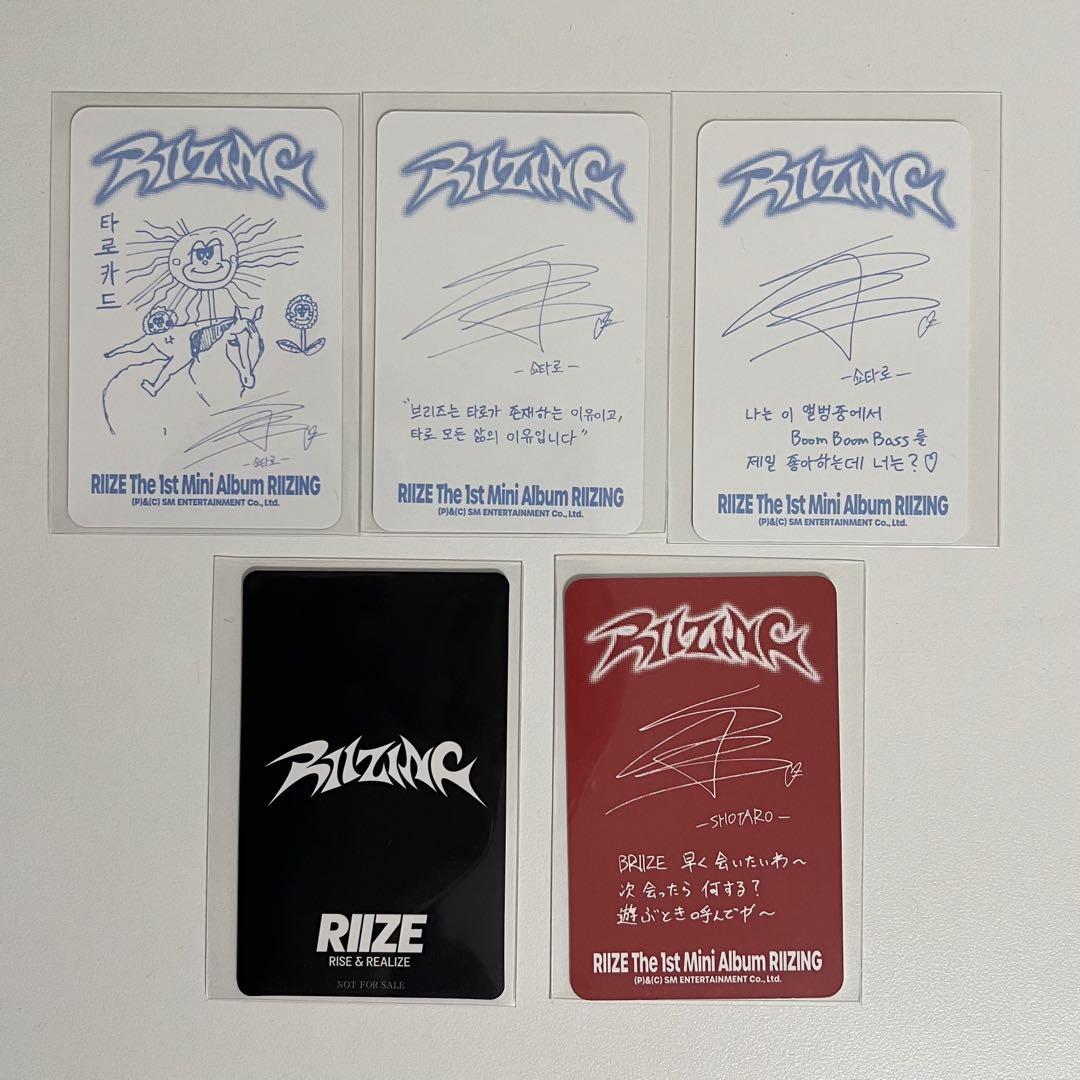 RIIZING
타로카드
나
-쇼타로-
RIIZE The 1st Mini Album RIIZING
(P)&(C) SM ENTERTAINMENT Co., Ltd.
RIIZING
-쇼타로-
"브리즈는 타로가 존재하는 이유이고,
타로 모든 삶의 이유입니다"
RIIZE The 1st Mini Album RIIZING
(P)&(C) SM ENTERTAINMENT Co., Ltd.
RIIZING
-쇼타로-
나는 이 앨범중에서
Boom Boom Bass를
제일 좋아하는데 너는?♡
RIIZE The 1st Mini Album RIIZING
(P)&(C) SM ENTERTAINMENT Co., Ltd.
RIIZING
RIIZE
RISE & REALIZE
NOT FOR SALE
RIIZING
-SHOTARO-
BRIIZE 早く会いたいわ〜
次会ったら何する?
遊ぶとき呼んでや〜
RIIZE The 1st Mini Album RIIZING
(P)&(C) SM ENTERTAINMENT Co., Ltd.